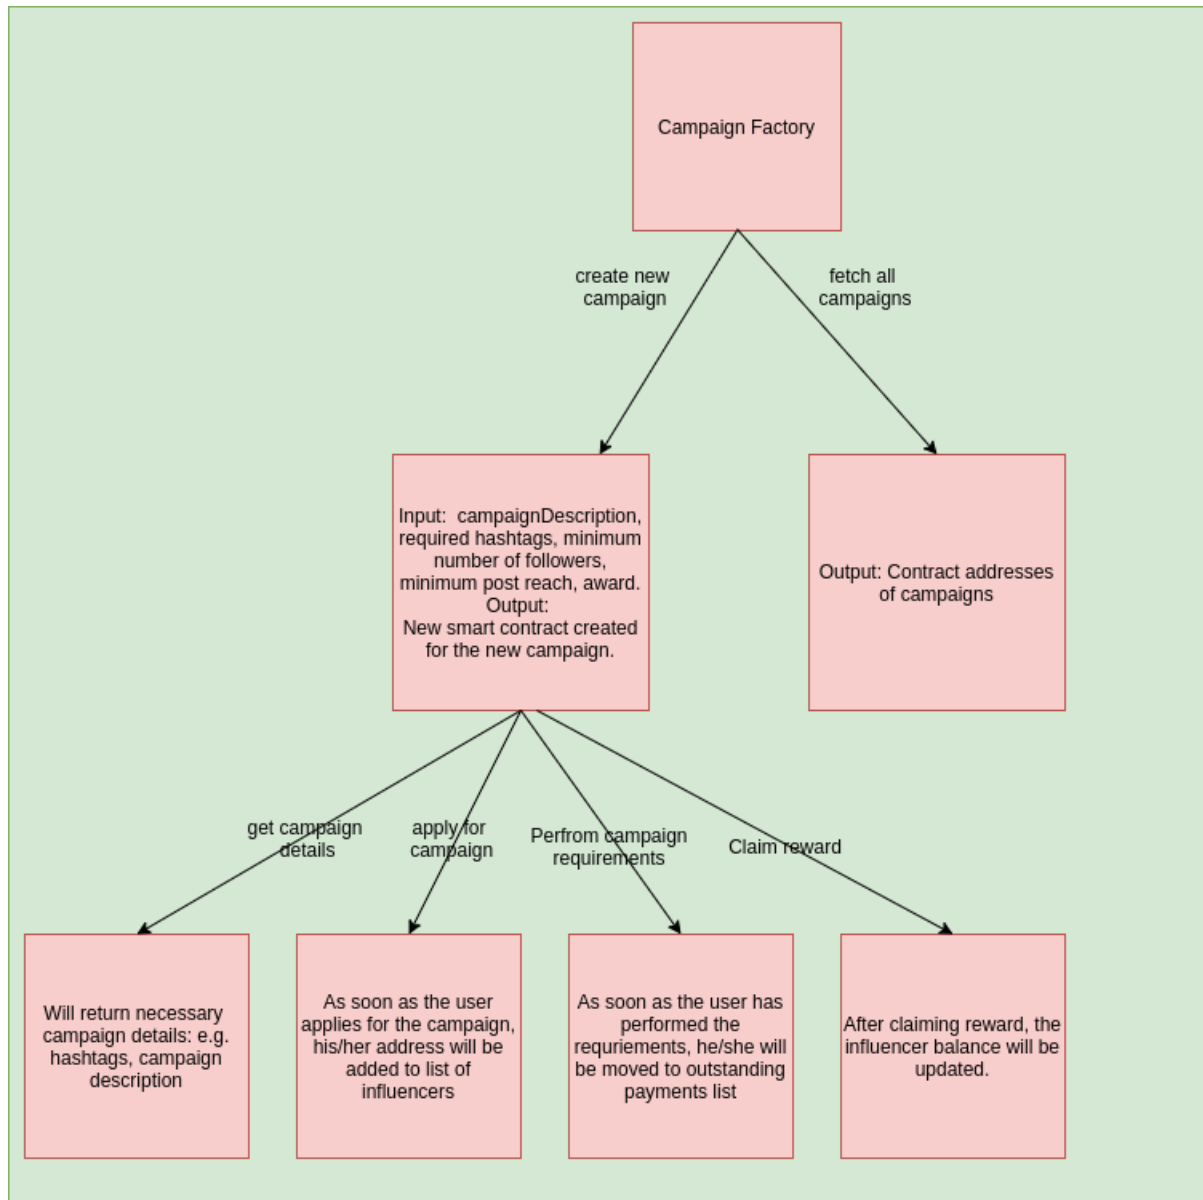 Campaign Factory
create new
campaign
fetch all
campaigns
Input:  campaignDescription,
required hashtags, minimum
number of followers,
minimum post reach, award.
Output:
New smart contract created
for the new campaign.
Output: Contract addresses
of campaigns
get campaign
details
apply for
campaign
Perfrom campaign
requirements
Claim reward
Will return necessary
campaign details: e.g.
hashtags, campaign
description
As soon as the user
applies for the campaign,
his/her address will be
added to list of
influencers
As soon as the user has
performed the
requriements, he/she will
be moved to outstanding
payments list
After claiming reward, the
influencer balance will be
updated.